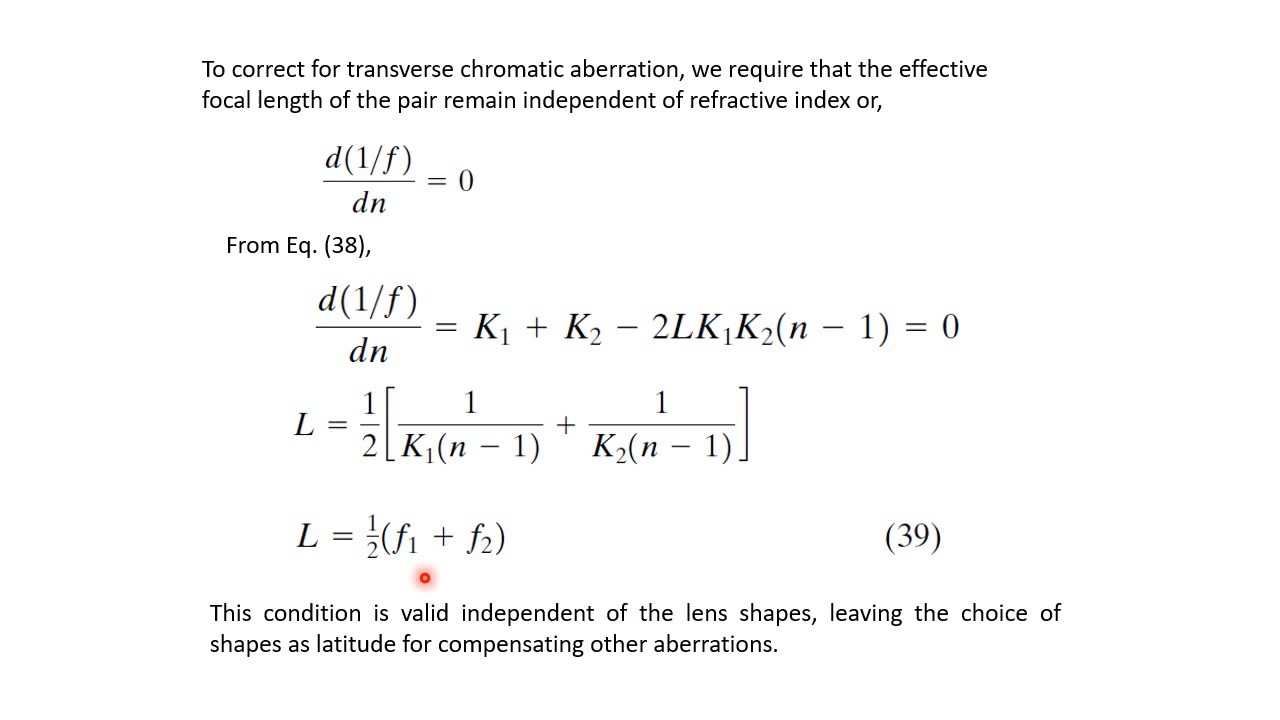 To correct for transverse chromatic aberration, we require that the effective
focal length of the pair remain independent of refractive index or,
d(1/f)/dn = 0
From Eq. (38),
d(1/f)/dn = K₁ + K₂ − 2LK₁K₂(n − 1) = 0
L = 1/2[1/K₁(n − 1) + 1/K₂(n − 1)]
L = ½(f₁ + f₂) (39)
This condition is valid independent of the lens shapes, leaving the choice of
shapes as latitude for compensating other aberrations.